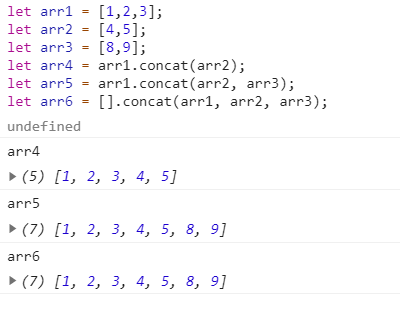 let arr1 = [1,2,3];
let arr2 = [4,5];
let arr3 = [8,9];
let arr4 = arr1.concat(arr2);
let arr5 = arr1.concat(arr2, arr3);
let arr6 = [].concat(arr1, arr2, arr3);
undefined
arr4
▶(5) [1, 2, 3, 4, 5]
arr5
▶(7) [1, 2, 3, 4, 5, 8, 9]
arr6
▶(7) [1, 2, 3, 4, 5, 8, 9]